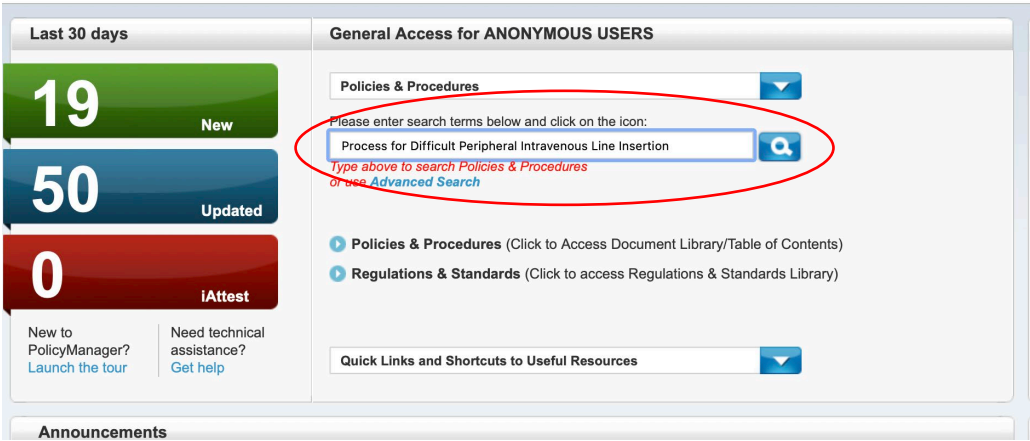 Last 30 days
19
New
50
Updated
0
iAttest
New to
PolicyManager?
Launch the tour
Need technical
assistance?
Get help
General Access for ANONYMOUS USERS
Policies & Procedures
Please enter search terms below and click on the icon:
Process for Difficult Peripheral Intravenous Line Insertion
Type above to search Policies & Procedures
or use Advanced Search
Policies & Procedures (Click to Access Document Library/Table of Contents)
Regulations & Standards (Click to access Regulations & Standards Library)
Quick Links and Shortcuts to Useful Resources
Announcements